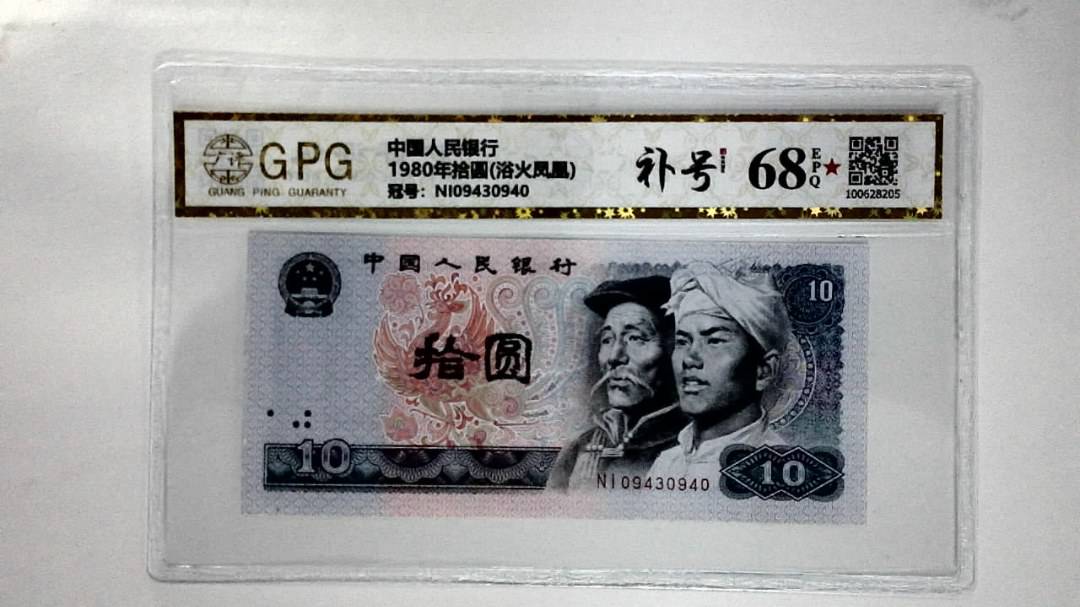 GPG
GUANG PING GUARANTY
中国人民银行
1980年拾圆(浴火凤凰)
冠号: NI09430940
补号
68 EPQ★
100628205
中国人民银行
10
拾圆
10
NI09430940
10